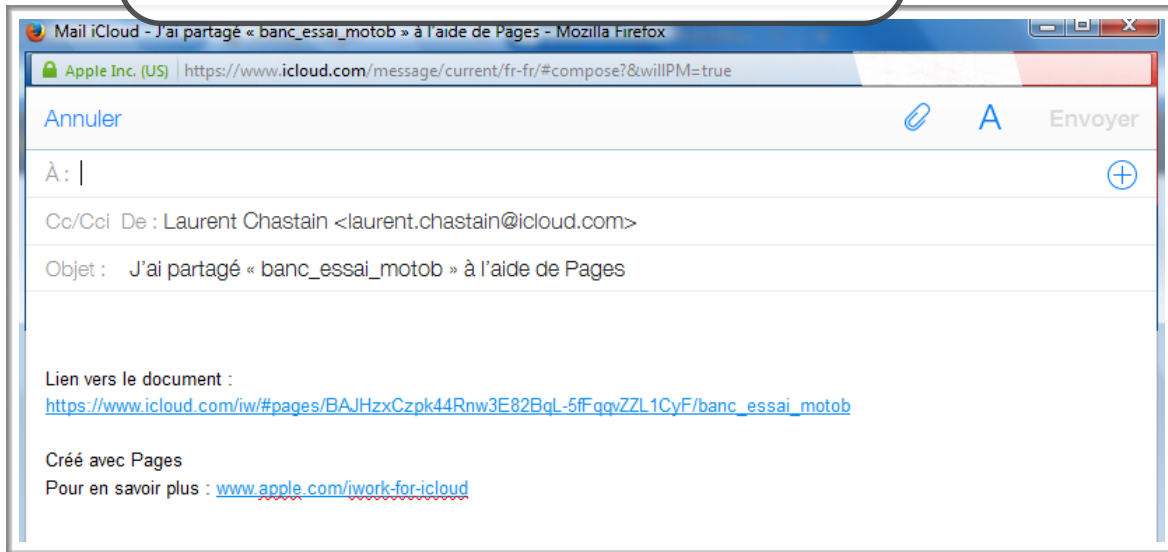 Mail iCloud - J'ai partagé « banc_essai_motob » à l'aide de Pages - Mozilla Firefox
Apple Inc. (US) https://www.icloud.com/message/current/fr-fr/#compose?&willPM=true
Annuler A Envoyer
À :
Cc/Cci De : Laurent Chastain <laurent.chastain@icloud.com>
Objet : J'ai partagé « banc_essai_motob » à l'aide de Pages
Lien vers le document :
https://www.icloud.com/iw/#pages/BAJHzxCzpk44Rnw3E82BqL-5fFqqvZZL1CyF/banc_essai_motob
Créé avec Pages
Pour en savoir plus : www.apple.com/iwork-for-icloud